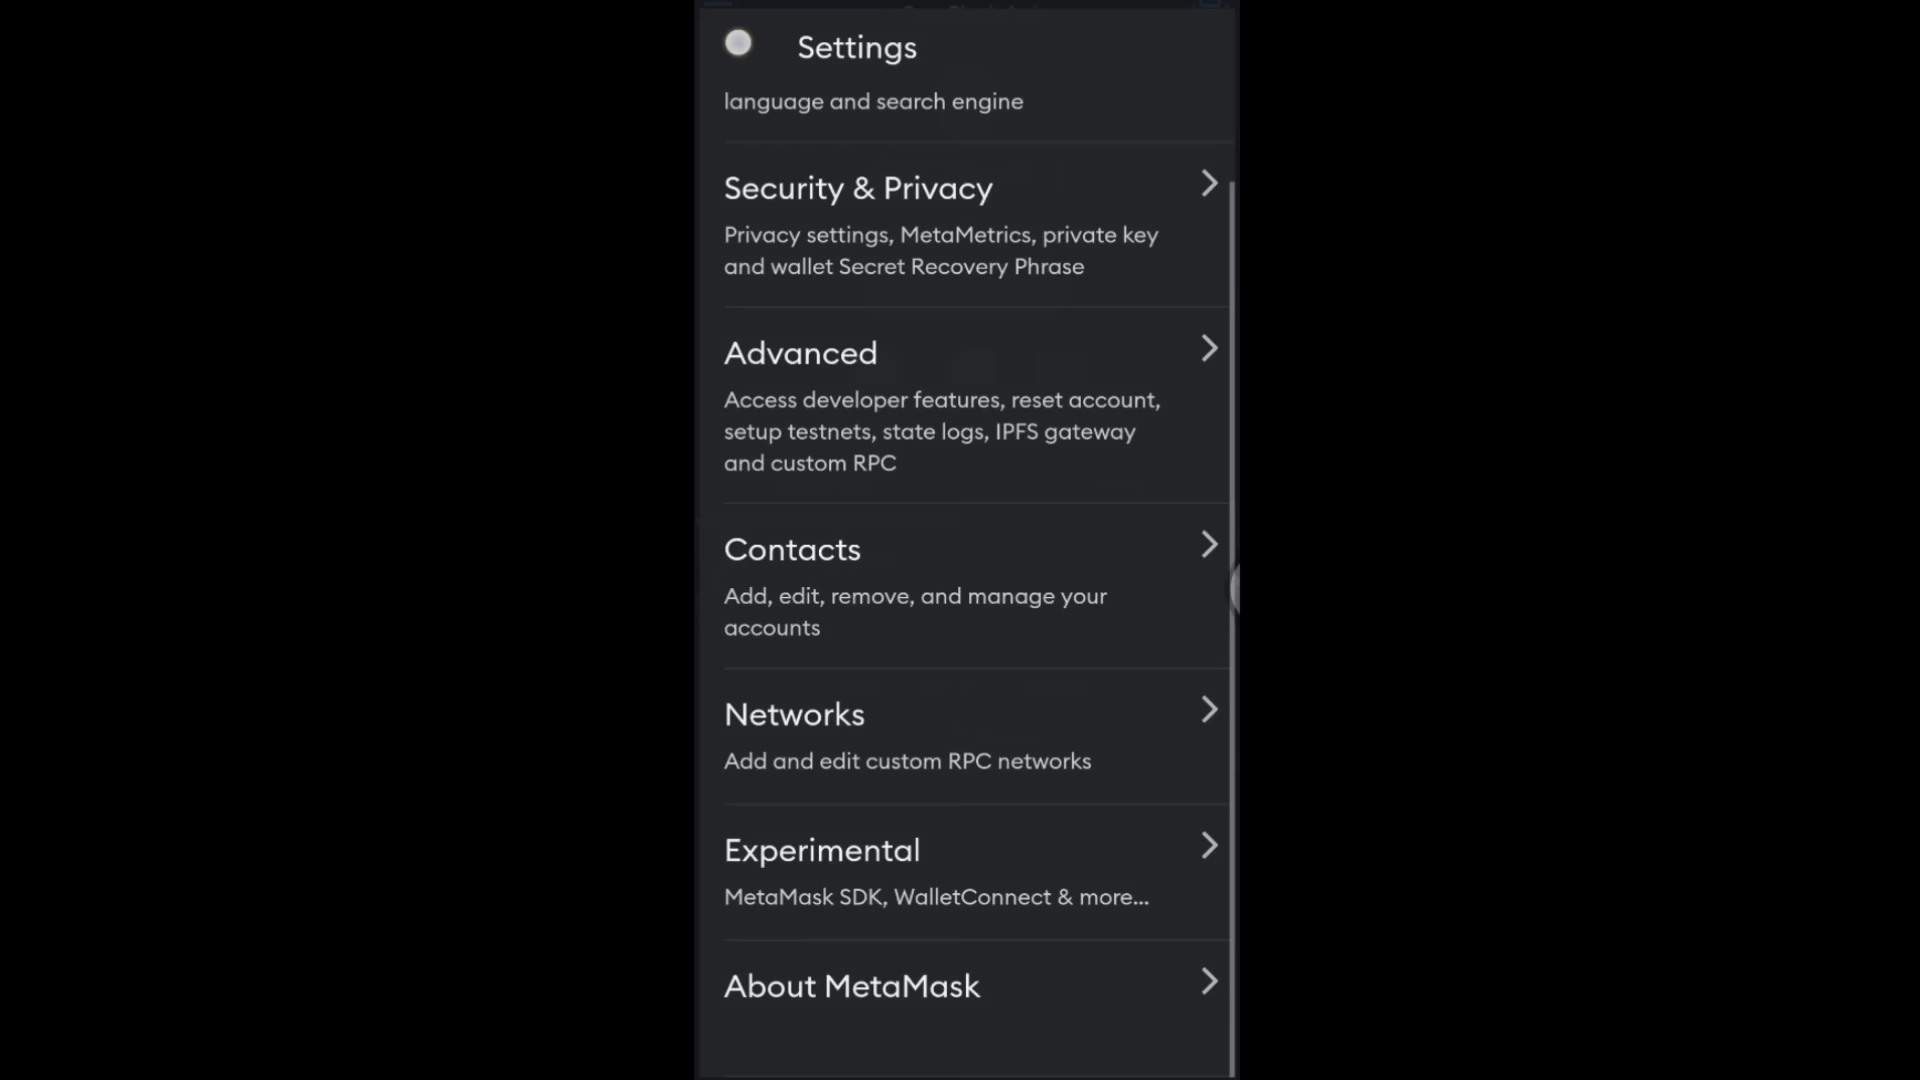 Settings
language and search engine
Security & Privacy
Privacy settings, MetaMetrics, private key
and wallet Secret Recovery Phrase
Advanced
Access developer features, reset account,
setup testnets, state logs, IPFS gateway
and custom RPC
Contacts
Add, edit, remove, and manage your
accounts
Networks
Add and edit custom RPC networks
Experimental
MetaMask SDK, WalletConnect & more...
About MetaMask